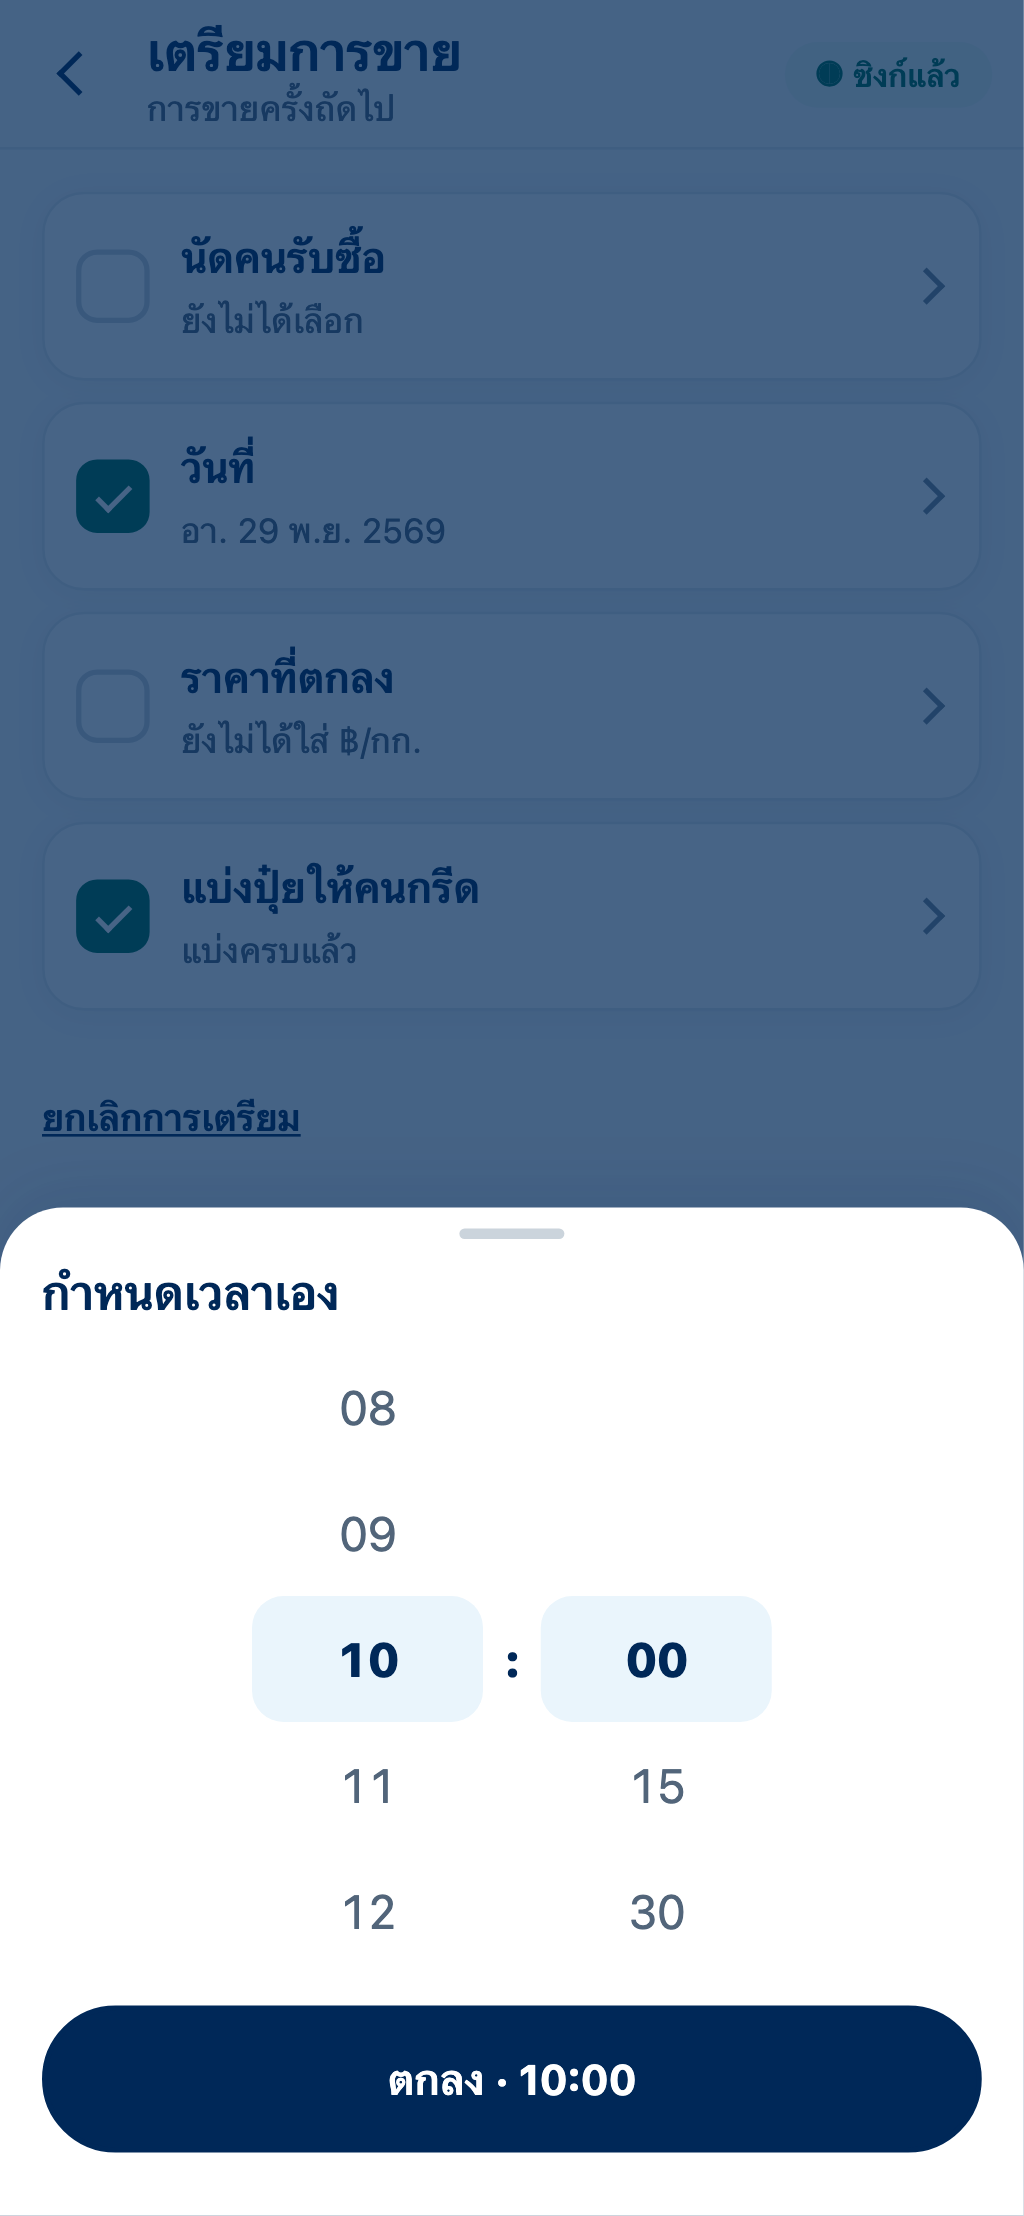 เตรียมการขาย
การขายครั้งถัดไป
ซิงก์แล้ว
นัดคนรับซื้อ
ยังไม่ได้เลือก
วันที่
อา. 29 พ.ย. 2569
ราคาที่ตกลง
ยังไม่ได้ใส่ ฿/กก.
แบ่งปุ๋ยให้คนกรีด
แบ่งครบแล้ว
ยกเลิกการเตรียม
กำหนดเวลาเอง
08
09
10 : 00
11 15
12 30
ตกลง · 10:00